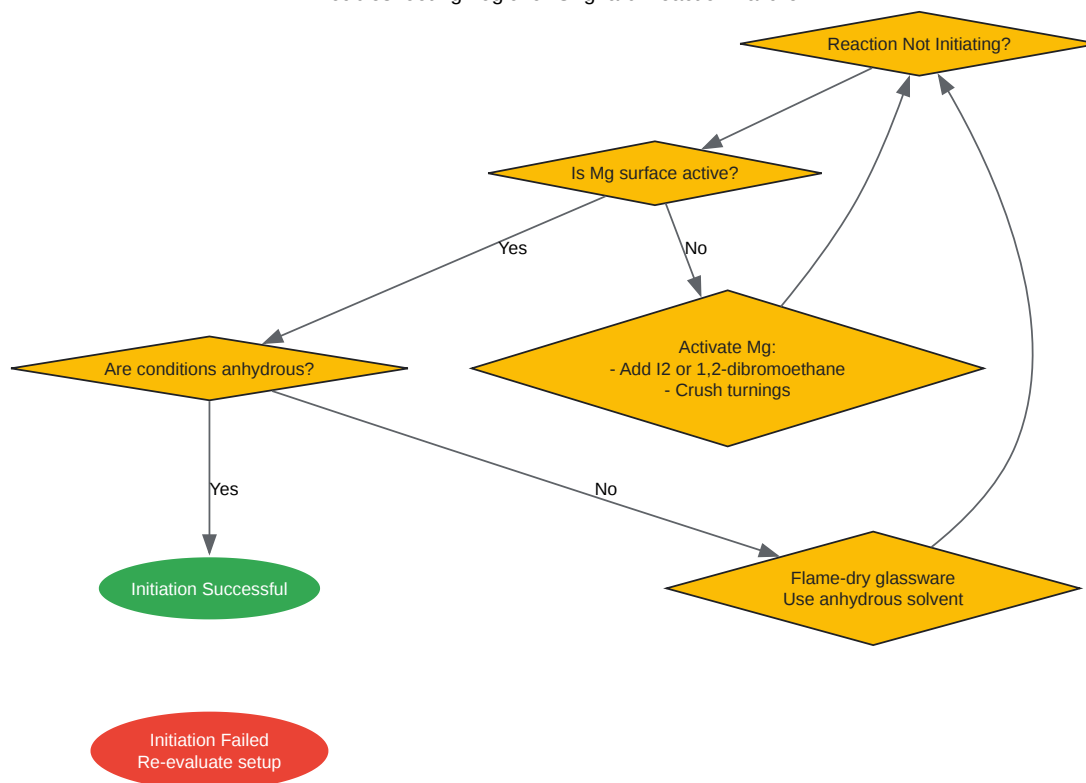 Reaction Not Initiating?
Is Mg surface active?
Yes
No
Are conditions anhydrous?
Activate Mg:
- Add I2 or 1,2-dibromoethane
- Crush turnings
Yes
No
Initiation Successful
Flame-dry glassware
Use anhydrous solvent
Initiation Failed
Re-evaluate setup